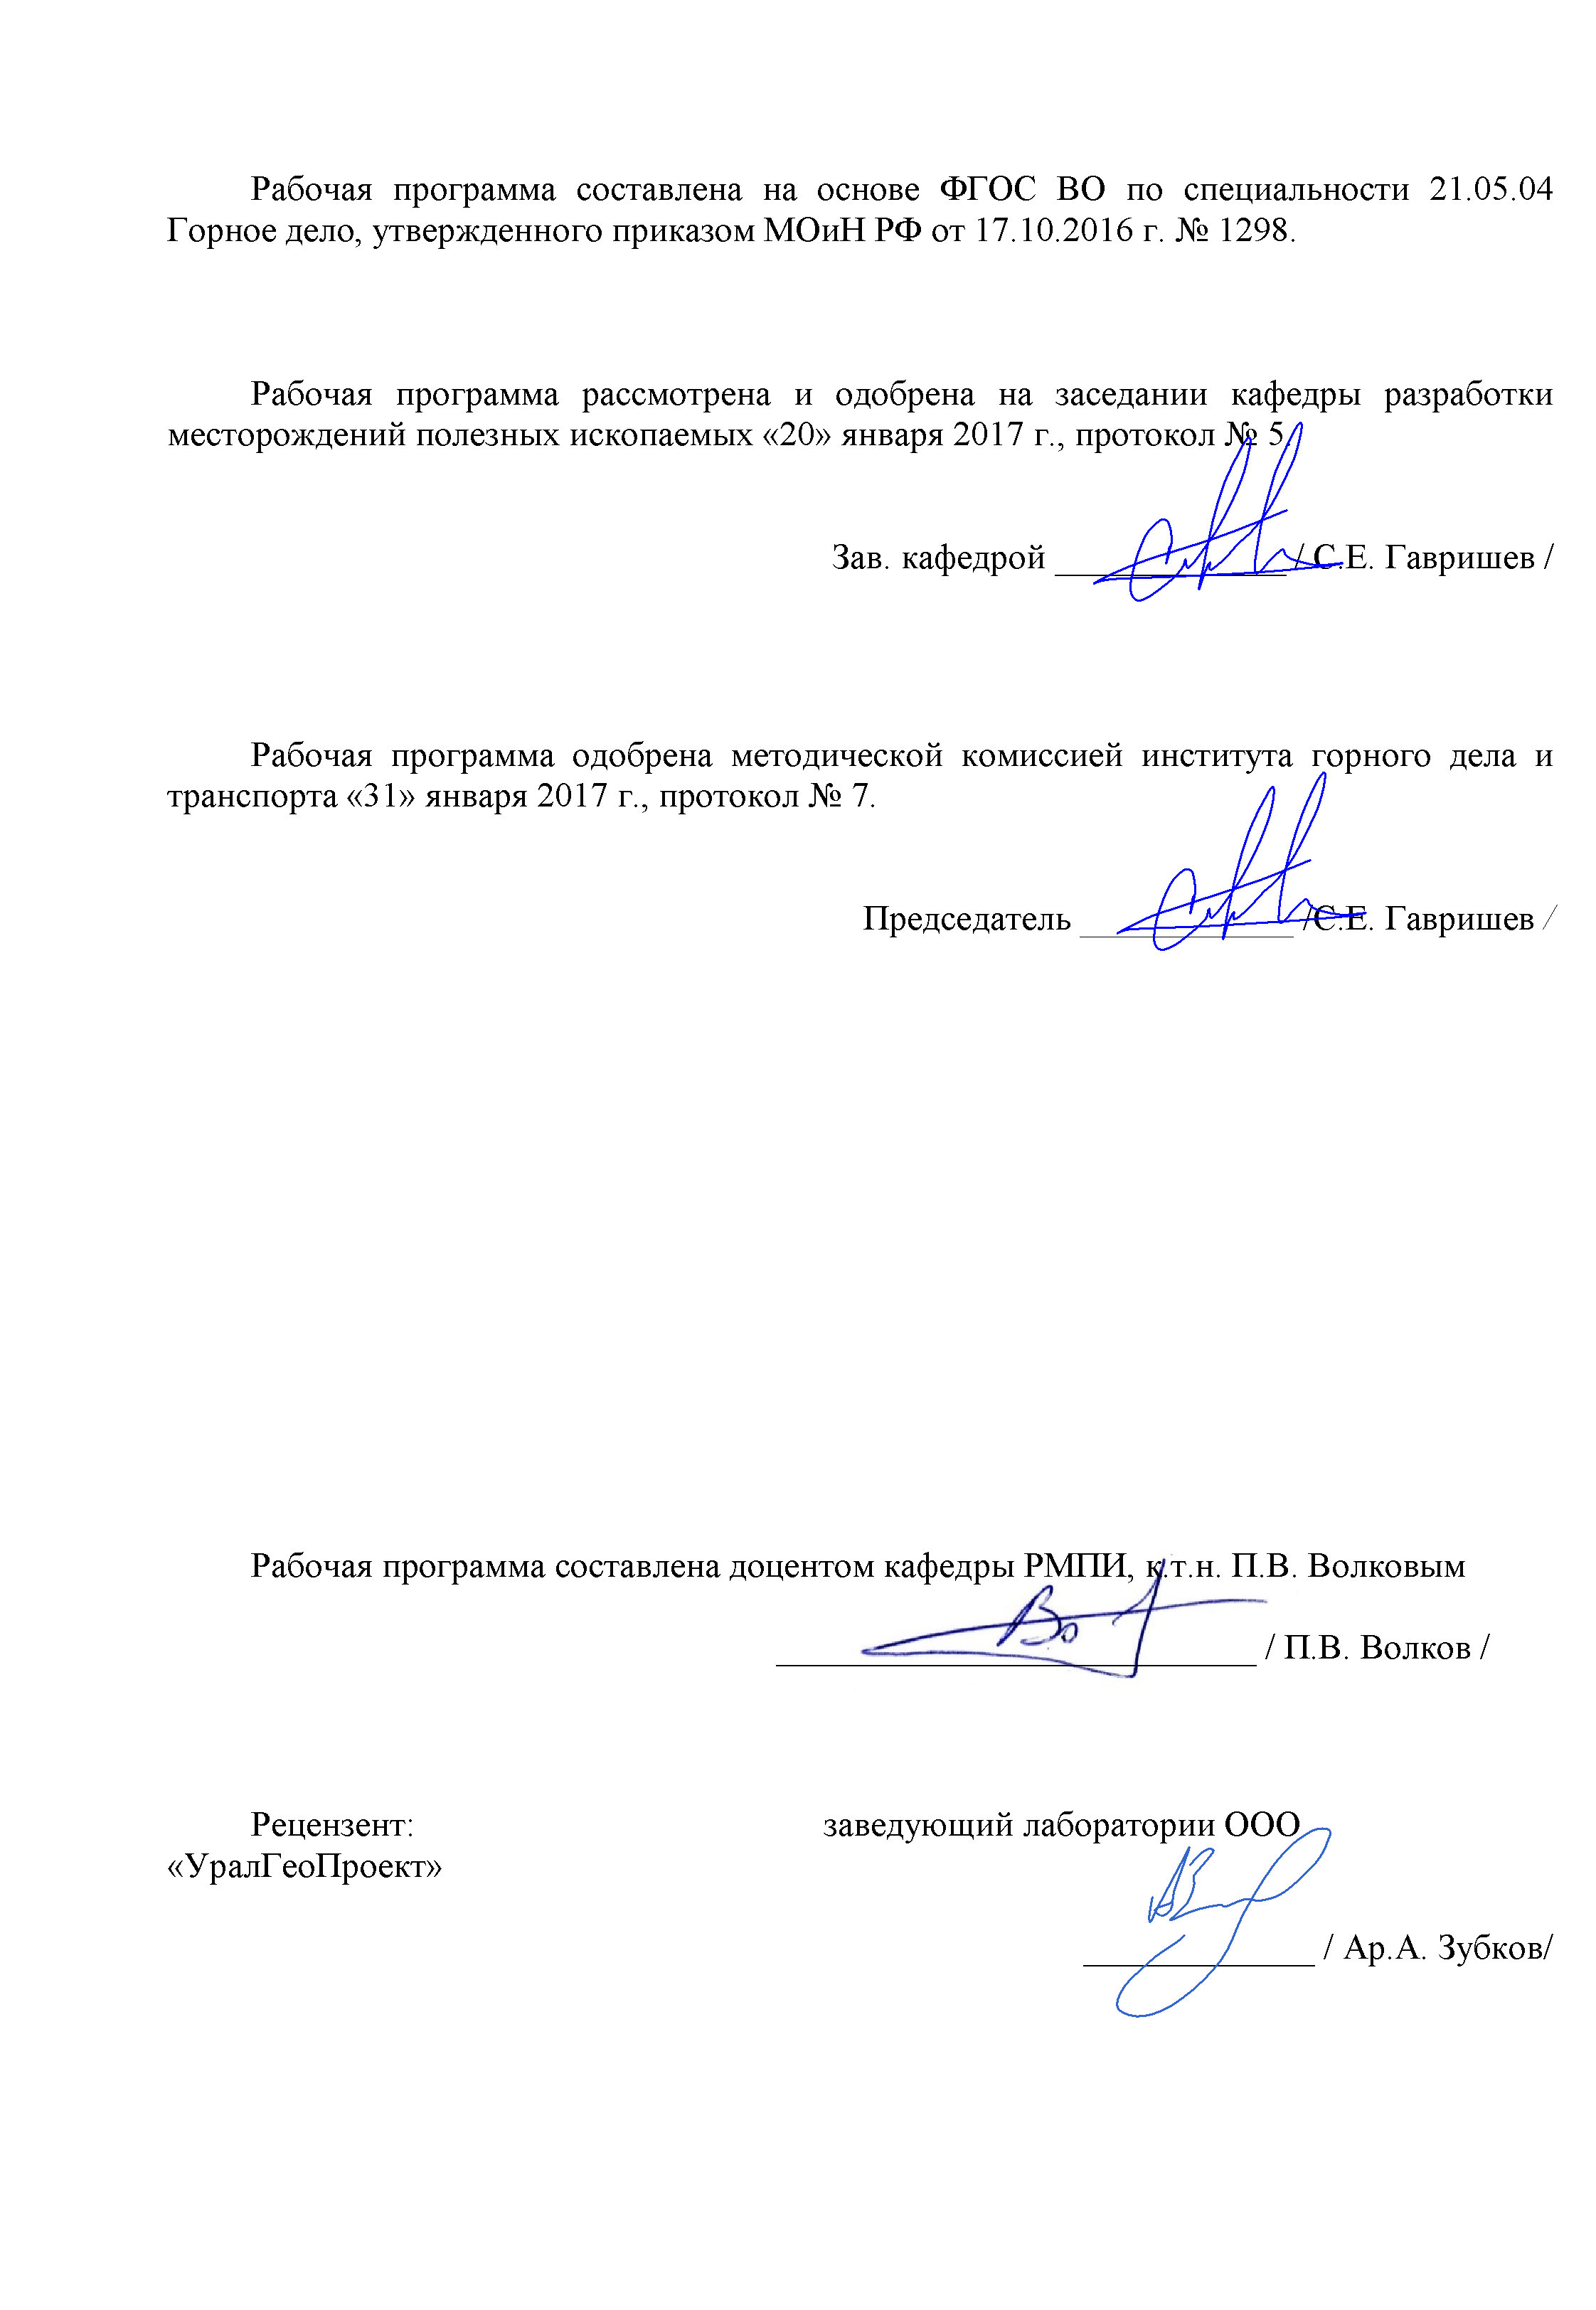 Рабочая программа составлена на основе ФГОС ВО по специальности 21.05.04
Горное дело, утвержденного приказом МОиН РФ от 17.10.2016 г. № 1298.
Рабочая программа рассмотрена и одобрена на заседании кафедры разработки
месторождений полезных ископаемых «20» января 2017 г., протокол № 5.
Зав. кафедрой _____________ / С.Е. Гавришев /
Рабочая программа одобрена методической комиссией института горного дела и
транспорта «31» января 2017 г., протокол № 7.
Председатель ____________ /С.Е. Гавришев /
Рабочая программа составлена доцентом кафедры РМПИ, к.т.н. П.В. Волковым
___________________________ / П.В. Волков /
Рецензент: заведующий лаборатории ООО
«УралГеоПроект»
_____________ / Ар.А. Зубков/